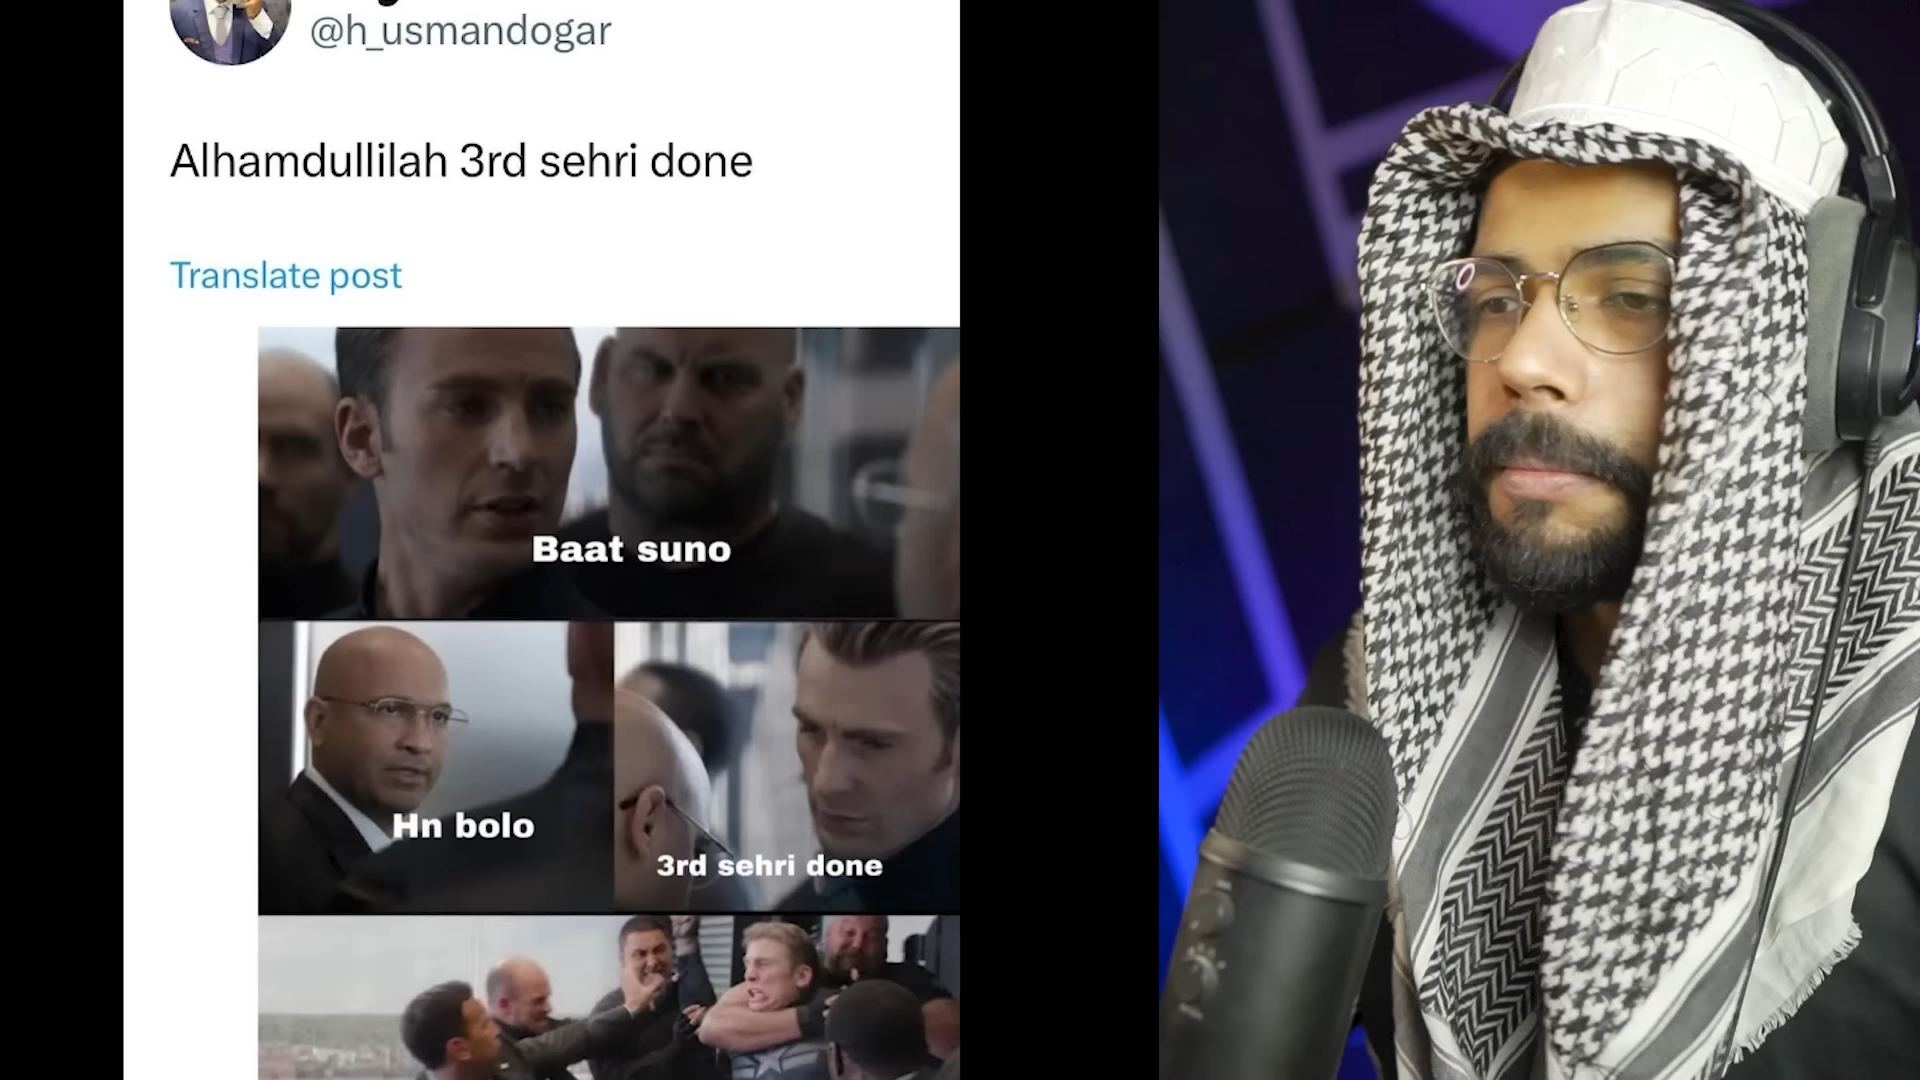 @h_usmandogar
Alhamdullilah 3rd sehri done
Translate post
Baat suno
Hn bolo
3rd sehri done